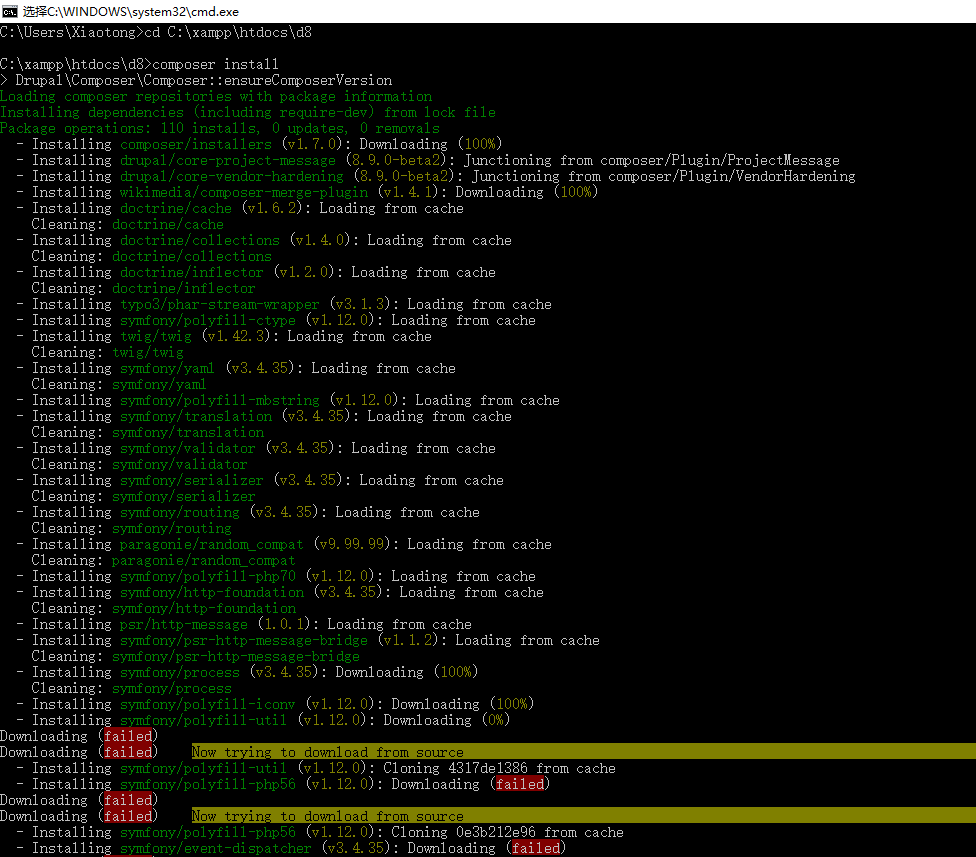 选择C:\WINDOWS\system32\cmd.exe
C:\Users\Xiaotong>cd C:\xampp\htdocs\d8
C:\xampp\htdocs\d8>composer install
> Drupal\Composer\Composer::ensureComposerVersion
Loading composer repositories with package information
Installing dependencies (including require-dev) from lock file
Package operations: 110 installs, 0 updates, 0 removals
- Installing composer/installers (v1.7.0): Downloading (100%)
- Installing drupal/core-project-message (8.9.0-beta2): Junctioning from composer/Plugin/ProjectMessage
- Installing drupal/core-vendor-hardening (8.9.0-beta2): Junctioning from composer/Plugin/VendorHardening
- Installing wikimedia/composer-merge-plugin (v1.4.1): Downloading (100%)
- Installing doctrine/cache (v1.6.2): Loading from cache
Cleaning: doctrine/cache
- Installing doctrine/collections (v1.4.0): Loading from cache
Cleaning: doctrine/collections
- Installing doctrine/inflector (v1.2.0): Loading from cache
Cleaning: doctrine/inflector
- Installing typo3/phar-stream-wrapper (v3.1.3): Loading from cache
- Installing symfony/polyfill-ctype (v1.12.0): Loading from cache
- Installing twig/twig (v1.42.3): Loading from cache
Cleaning: twig/twig
- Installing symfony/yaml (v3.4.35): Loading from cache
Cleaning: symfony/yaml
- Installing symfony/polyfill-mbstring (v1.12.0): Loading from cache
- Installing symfony/translation (v3.4.35): Loading from cache
Cleaning: symfony/translation
- Installing symfony/validator (v3.4.35): Loading from cache
Cleaning: symfony/validator
- Installing symfony/serializer (v3.4.35): Loading from cache
Cleaning: symfony/serializer
- Installing symfony/routing (v3.4.35): Loading from cache
Cleaning: symfony/routing
- Installing paragonie/random_compat (v9.99.99): Loading from cache
Cleaning: paragonie/random_compat
- Installing symfony/polyfill-php70 (v1.12.0): Loading from cache
- Installing symfony/http-foundation (v3.4.35): Loading from cache
Cleaning: symfony/http-foundation
- Installing psr/http-message (1.0.1): Loading from cache
- Installing symfony/psr-http-message-bridge (v1.1.2): Loading from cache
Cleaning: symfony/psr-http-message-bridge
- Installing symfony/process (v3.4.35): Downloading (100%)
Cleaning: symfony/process
- Installing symfony/polyfill-iconv (v1.12.0): Downloading (100%)
- Installing symfony/polyfill-util (v1.12.0): Downloading (0%)
Downloading (failed)
Downloading (failed)    Now trying to download from source
- Installing symfony/polyfill-util (v1.12.0): Cloning 4317de1386 from cache
- Installing symfony/polyfill-php56 (v1.12.0): Downloading (failed)
Downloading (failed)
Downloading (failed)    Now trying to download from source
- Installing symfony/polyfill-php56 (v1.12.0): Cloning 0e3b212e96 from cache
- Installing symfony/event-dispatcher (v3.4.35): Downloading (failed)